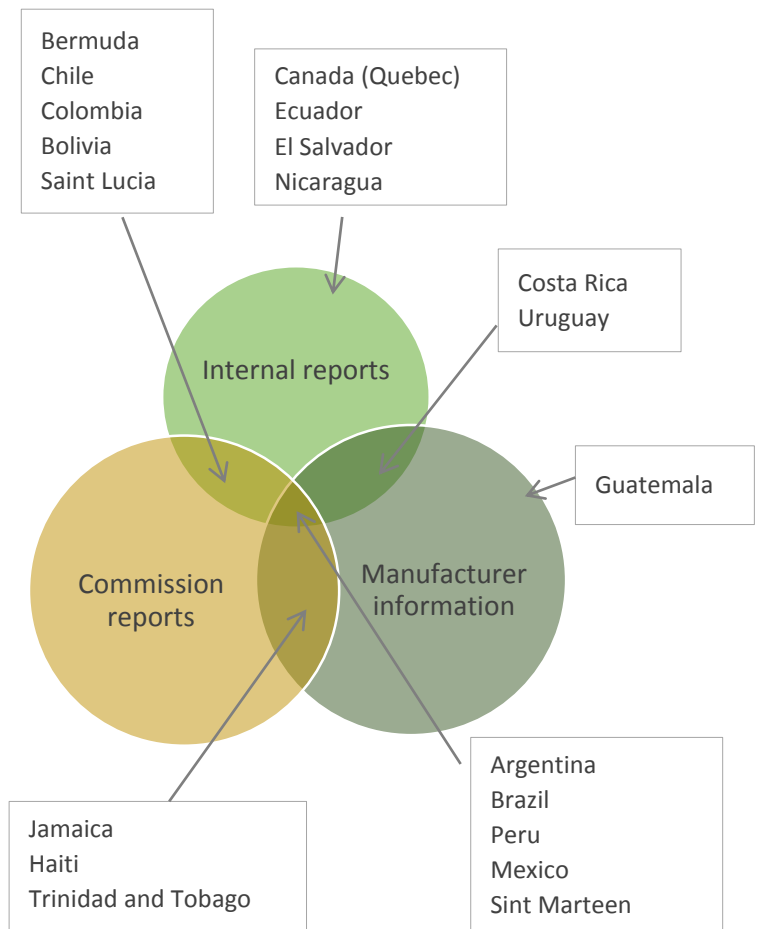 Bermuda
Chile
Colombia
Bolivia
Saint Lucia
Canada (Quebec)
Ecuador
El Salvador
Nicaragua
Costa Rica
Uruguay
Internal reports
Guatemala
Commission
reports
Manufacturer
information
Jamaica
Haiti
Trinidad and Tobago
Argentina
Brazil
Peru
Mexico
Sint Marteen